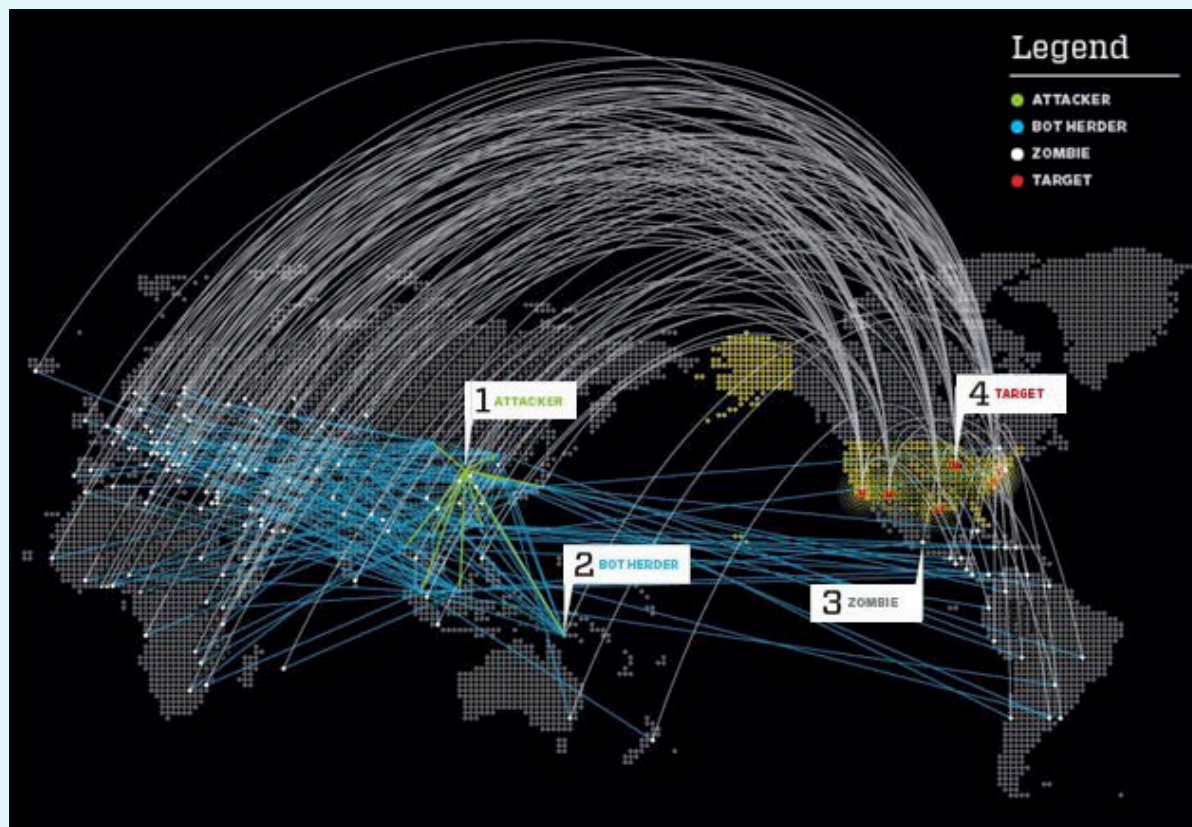 Legend
ATTACKER
BOT HERDER
ZOMBIE
TARGET
1 ATTACKER
4 TARGET
2 BOT HERDER
3 ZOMBIE